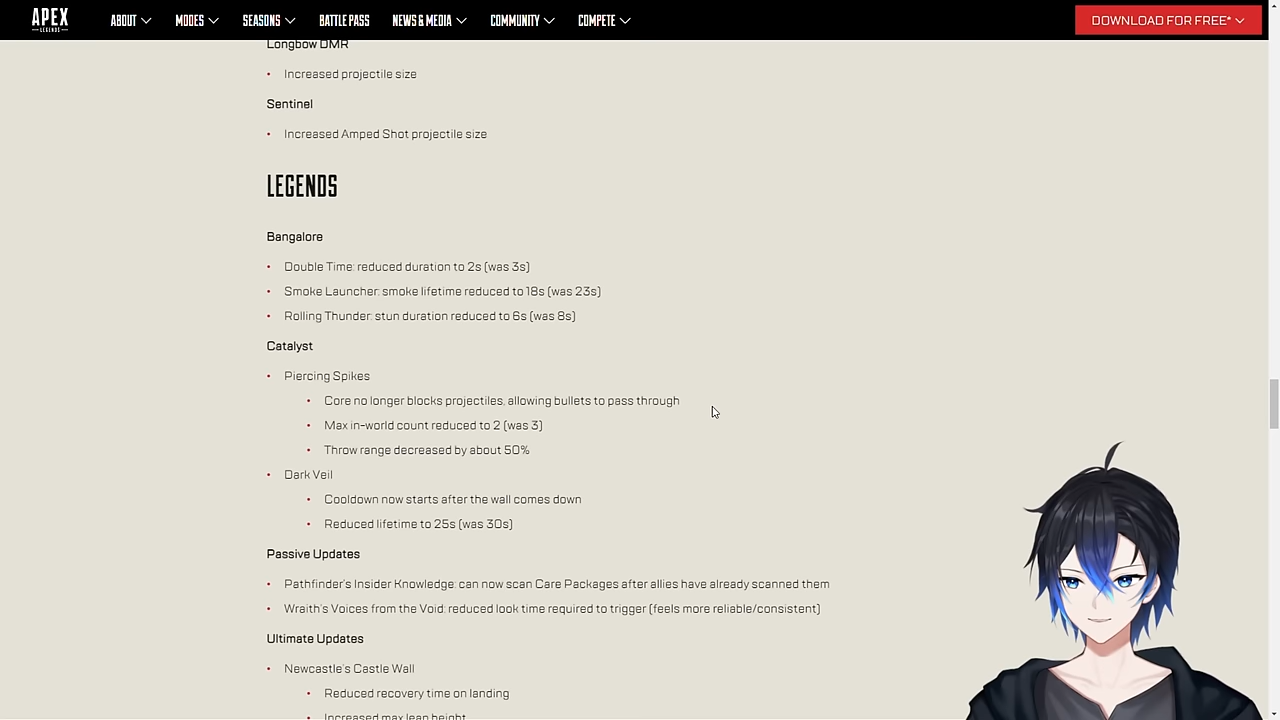 APEX
LEGENDS
ABOUT MODES SEASONS BATTLE PASS NEWS & MEDIA COMMUNITY COMPETE DOWNLOAD FOR FREE*
Longbow DMR
• Increased projectile size
Sentinel
• Increased Amped Shot projectile size
LEGENDS
Bangalore
• Double Time: reduced duration to 2s (was 3s)
• Smoke Launcher: smoke lifetime reduced to 18s (was 23s)
• Rolling Thunder: stun duration reduced to 6s (was 8s)
Catalyst
• Piercing Spikes
• Core no longer blocks projectiles, allowing bullets to pass through
• Max in-world count reduced to 2 (was 3)
• Throw range decreased by about 50%
• Dark Veil
• Cooldown now starts after the wall comes down
• Reduced lifetime to 25s (was 30s)
Passive Updates
• Pathfinder's Insider Knowledge: can now scan Care Packages after allies have already scanned them
• Wraith's Voices from the Void: reduced look time required to trigger (feels more reliable/consistent)
Ultimate Updates
• Newcastle's Castle Wall
• Reduced recovery time on landing
• Increased max leap height